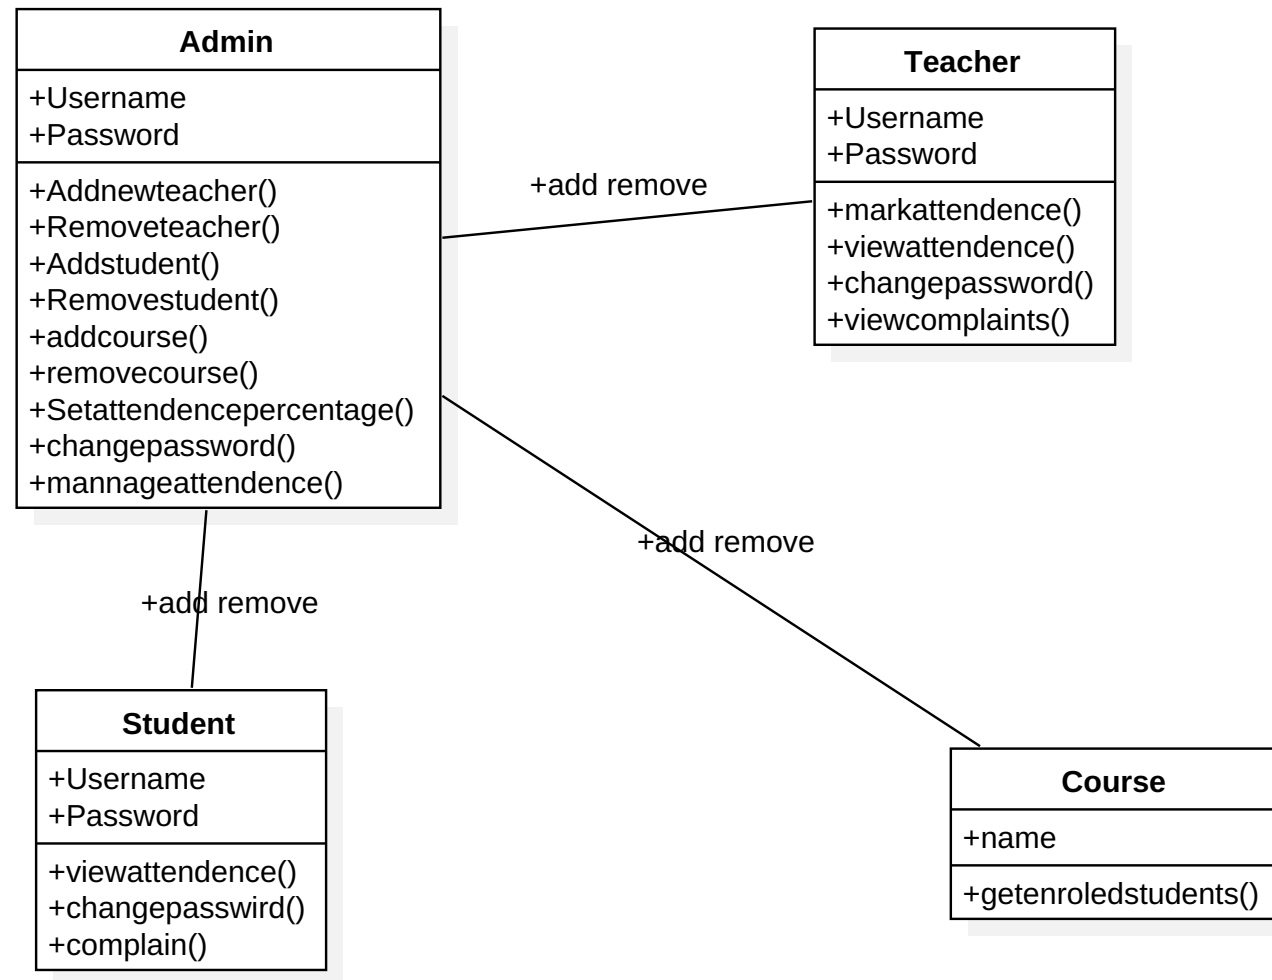 Admin
+Username
+Password
+Addnewteacher()
+Removeteacher()
+Addstudent()
+Removestudent()
+addcourse()
+removecourse()
+Setattendencepercentage()
+changepassword()
+mannageattendence()
+add remove
Teacher
+Username
+Password
+markattendence()
+viewattendence()
+changepassword()
+viewcomplaints()
+add remove
+add remove
Student
+Username
+Password
+viewattendence()
+changepasswird()
+complain()
Course
+name
+getenroledstudents()